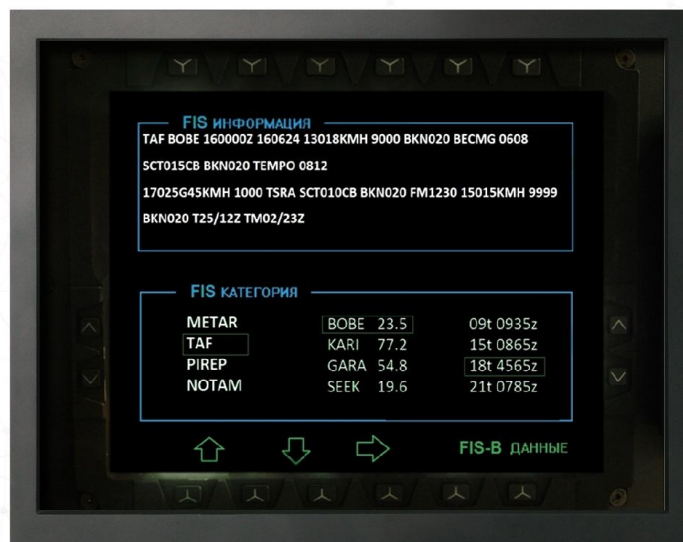 FIS ИНФОРМАЦИЯ
TAF BOBE 160000Z 160624 13018KMH 9000 BKN020 BECMG 0608
SCT015CB BKN020 TEMPO 0812
17025G45KMH 1000 TSRA SCT010CB BKN020 FM1230 15015KMH 9999
BKN020 T25/12Z TM02/23Z
FIS КАТЕГОРИЯ
METAR BOBE 23.5 09t 0935z
TAF KARI 77.2 15t 0865z
PIREP GARA 54.8 18t 4565z
NOTAM SEEK 19.6 21t 0785z
FIS-B ДАННЫЕ